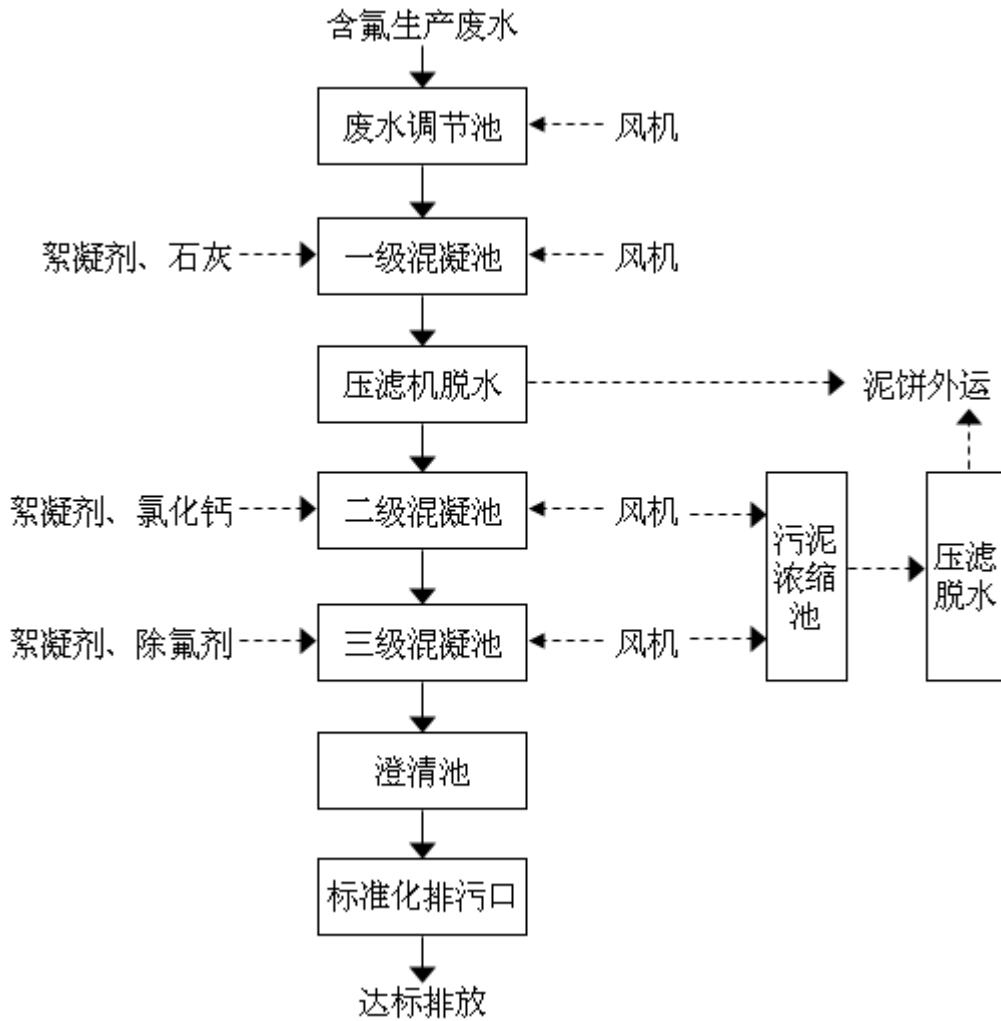 含氟生产废水
废水调节池
风机
絮凝剂、石灰
一级混凝池
风机
压滤机脱水
泥饼外运
絮凝剂、氯化钙
二级混凝池
风机
污泥
浓缩
池
压滤
脱水
絮凝剂、除氟剂
三级混凝池
风机
澄清池
标准化排污口
达标排放